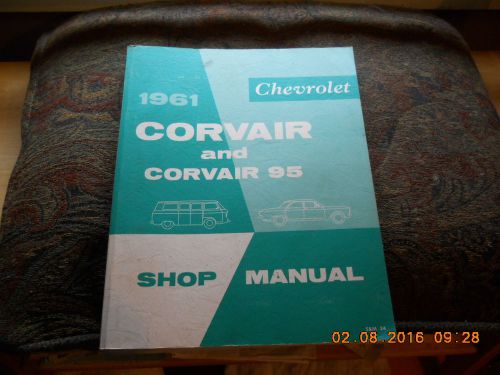 Chevrolet
1961
CORVAIR
and
CORVAIR 95
SHOP MANUAL
02.08.2016 09:28